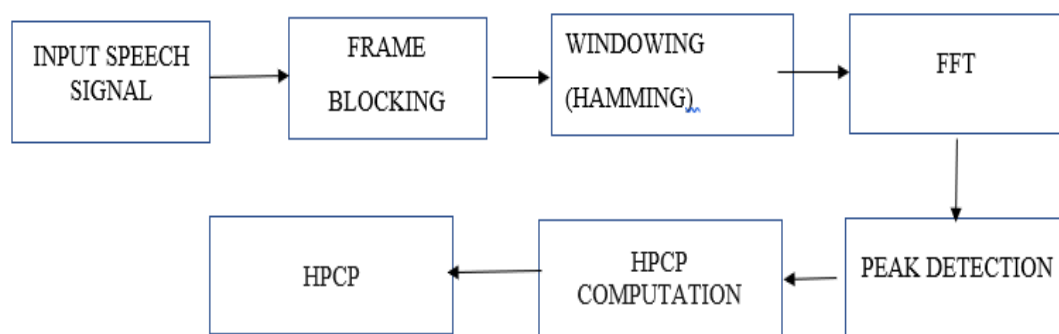 INPUT SPEECH
SIGNAL
FRAME
BLOCKING
WINDOWING
(HAMMING)
FFT
PEAK DETECTION
HPCP
COMPUTATION
HPCP